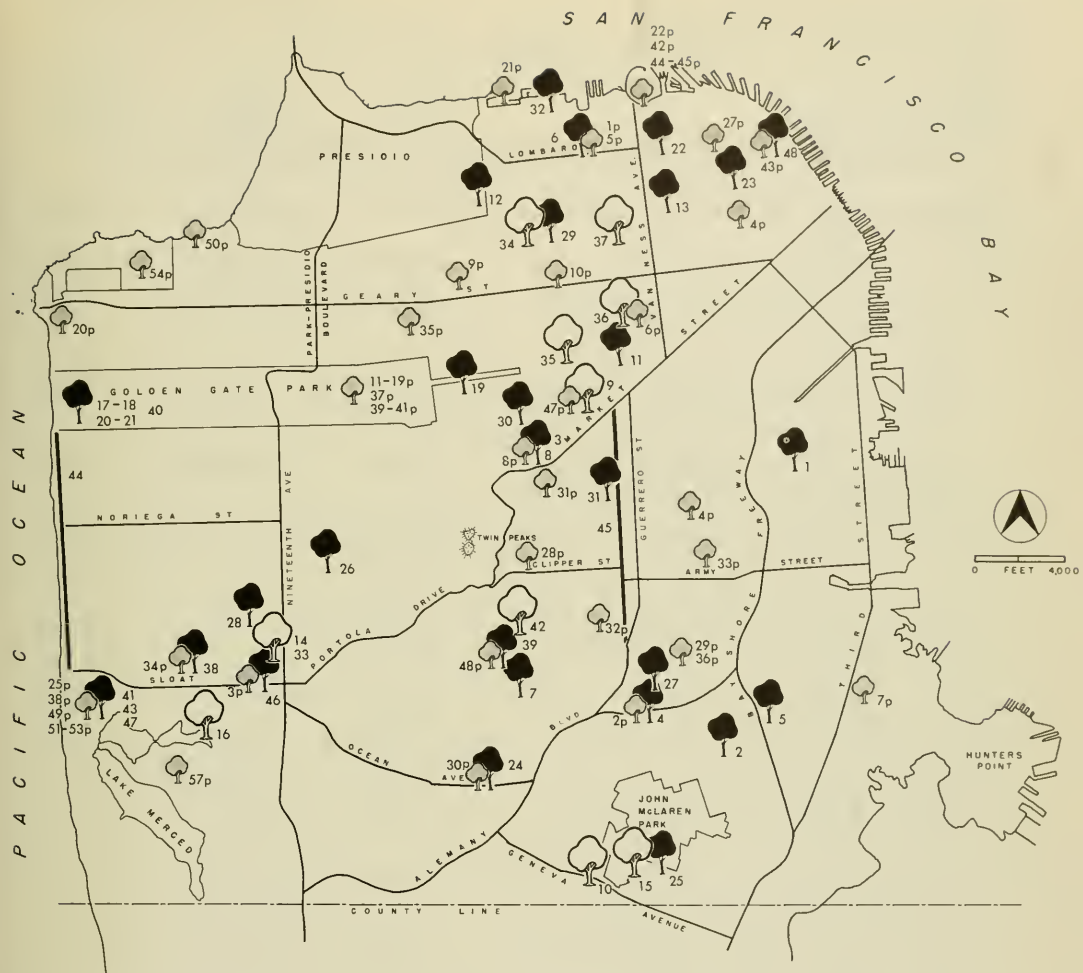 SAN FRANCISCO
BAY
22p
42p
44-45p
21p
32
6
1p
5p
22
27p
48
43p
23
PRESIDIO
LOMBARD
12
13
4p
34
29
37
VAN NESS AVE.
50p
54p
9p
10p
GEARY ST
PARK-PRESIDIO
BOULEVARD
20p
35p
36
6p
35
11
MARKET STREET
GOLDEN GATE PARK
17-18
20-21
40
11-19p
37p
39-41p
19
30
47p
9
3
8
8p
31p
31
45
GUERRERO ST
1
PACIFIC OCEAN
44
NORIEGA ST
NINETEENTH AVE
26
TWIN PEAKS
28p
CLIPPER ST
4p
33p
ARMY STREET
BAY SHORE FREEWAY
THIRD STREET
0 FEET 4,000
28
14
33
PORTOLA DRIVE
42
32p
34p
38
3p
46
SLOAT
48p
39
7
29p
36p
27
2p
4
BLVD
5
7p
2
25p
38p
49p
51-53p
41
43
47
16
57p
LAKE MERCED
OCEAN
AVE
30p
24
HUNTERS
POINT
JOHN
McLAREN
PARK
ALEMANY
GENEVA
AVENUE
10
15
25
COUNTY LINE